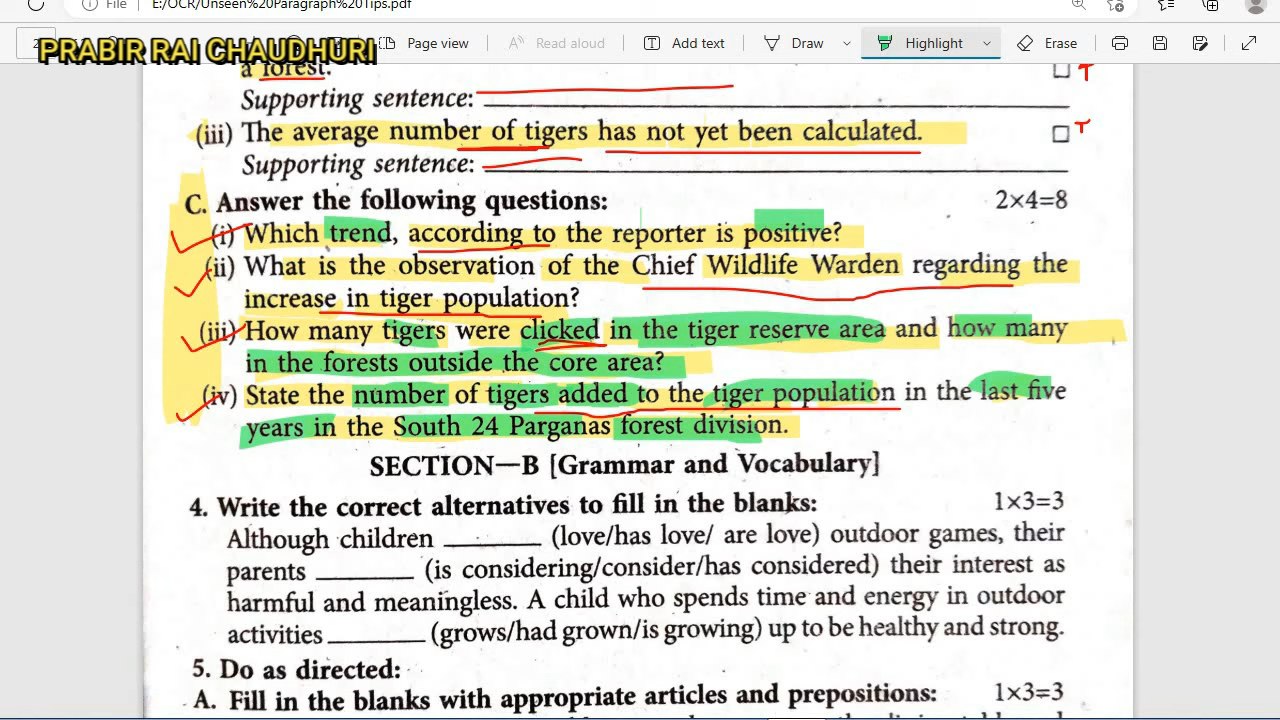 File E:/OCR/Unseen%20Paragraph%20Tips.pdf
PRABIR RAI CHAUDHURI
Page view A Read aloud T Add text Draw Highlight Erase
a forest. T
Supporting sentence:
(iii) The average number of tigers has not yet been calculated. T
Supporting sentence:
C. Answer the following questions: 2×4=8
(i) Which trend, according to the reporter is positive?
(ii) What is the observation of the Chief Wildlife Warden regarding the
increase in tiger population?
(iii) How many tigers were clicked in the tiger reserve area and how many
in the forests outside the core area?
(iv) State the number of tigers added to the tiger population in the last five
years in the South 24 Parganas forest division.
SECTION—B [Grammar and Vocabulary]
4. Write the correct alternatives to fill in the blanks: 1×3=3
Although children ________ (love/has love/ are love) outdoor games, their
parents ________ (is considering/consider/has considered) their interest as
harmful and meaningless. A child who spends time and energy in outdoor
activities ________ (grows/had grown/is growing) up to be healthy and strong.
5. Do as directed:
A. Fill in the blanks with appropriate articles and prepositions: 1×3=3